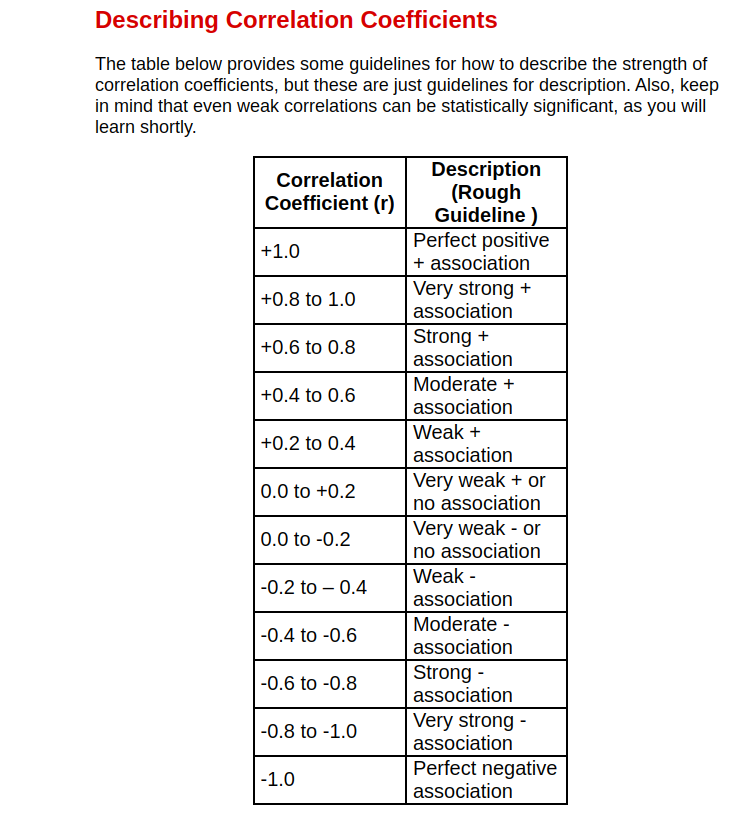 Describing Correlation Coefficients
The table below provides some guidelines for how to describe the strength of
correlation coefficients, but these are just guidelines for description. Also, keep
in mind that even weak correlations can be statistically significant, as you will
learn shortly.
Correlation
Coefficient (r)
Description
(Rough
Guideline )
+1.0
Perfect positive
+ association
+0.8 to 1.0
Very strong +
association
+0.6 to 0.8
Strong +
association
+0.4 to 0.6
Moderate +
association
+0.2 to 0.4
Weak +
association
0.0 to +0.2
Very weak + or
no association
0.0 to -0.2
Very weak - or
no association
-0.2 to – 0.4
Weak -
association
-0.4 to -0.6
Moderate -
association
-0.6 to -0.8
Strong -
association
-0.8 to -1.0
Very strong -
association
-1.0
Perfect negative
association